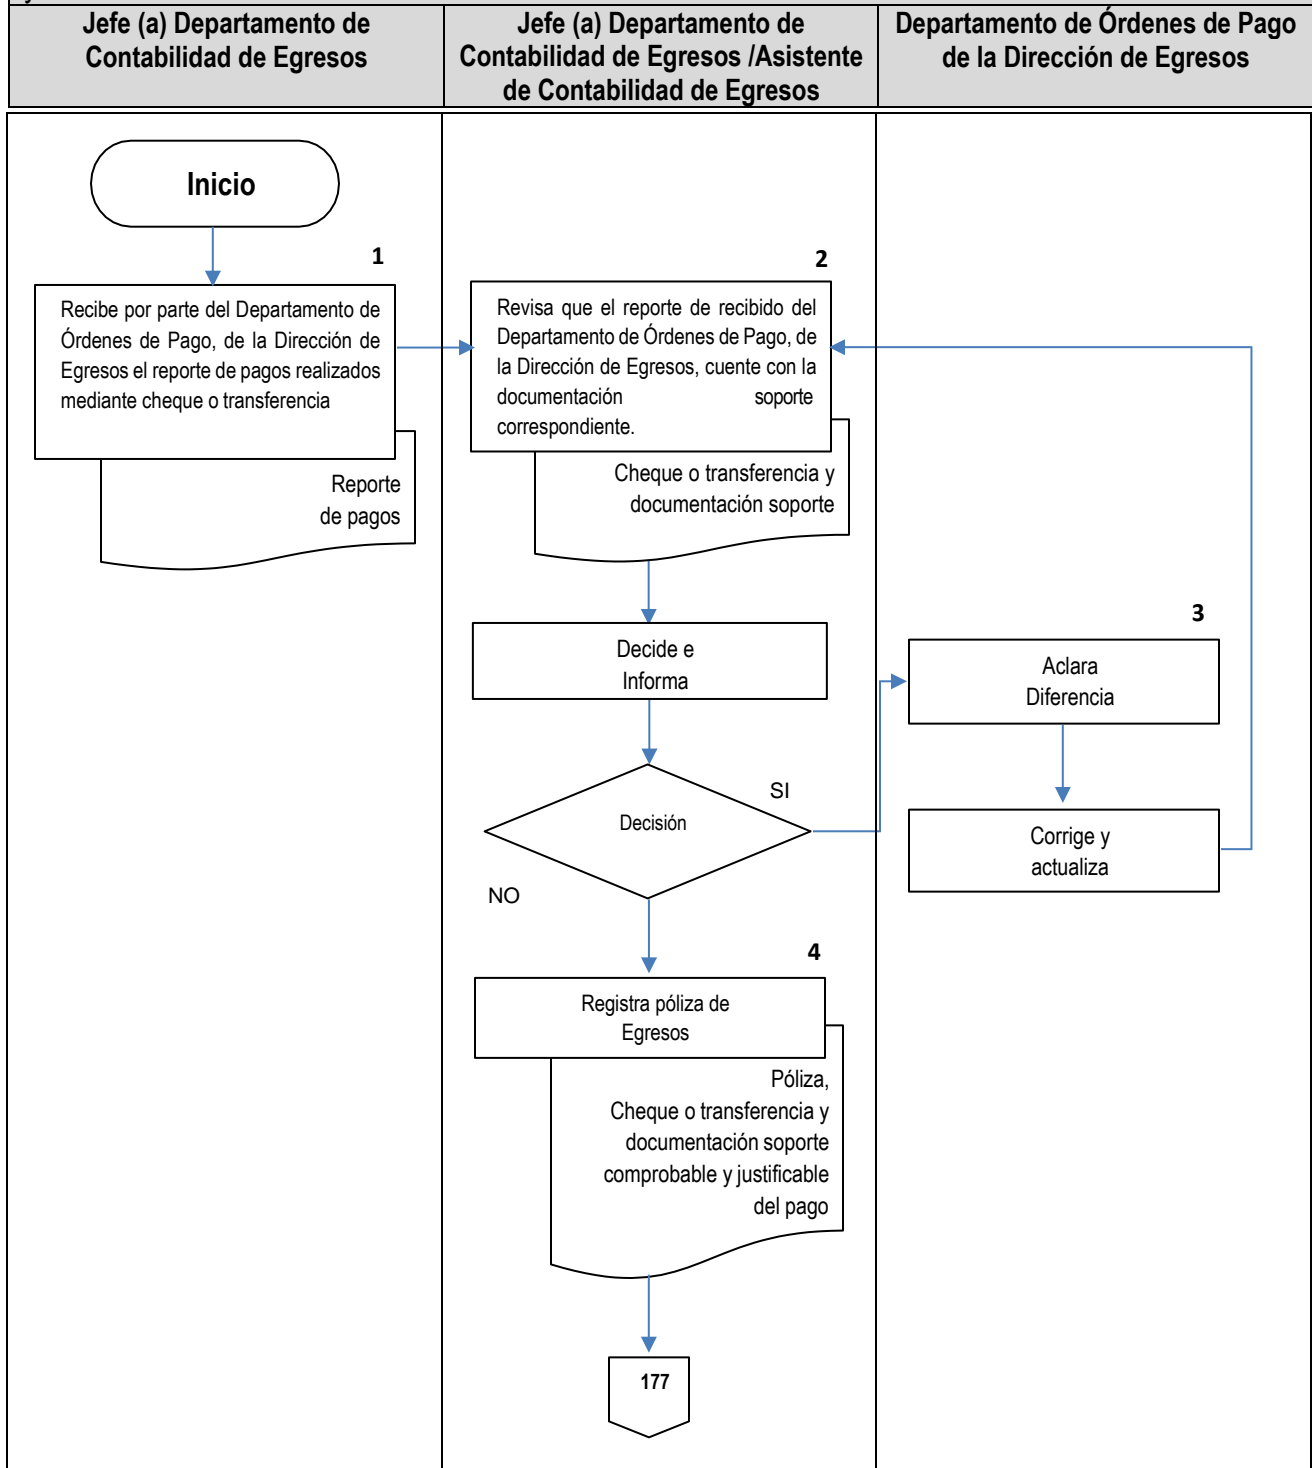 Jefe (a) Departamento de
Contabilidad de Egresos
Jefe (a) Departamento de
Contabilidad de Egresos /Asistente
de Contabilidad de Egresos
Departamento de Órdenes de Pago
de la Dirección de Egresos
Inicio
1
Recibe por parte del Departamento de
Órdenes de Pago, de la Dirección de
Egresos el reporte de pagos realizados
mediante cheque o transferencia
Reporte
de pagos
2
Revisa que el reporte de recibido del
Departamento de Órdenes de Pago, de
la Dirección de Egresos, cuente con la
documentación soporte
correspondiente.
Cheque o transferencia y
documentación soporte
Decide e
Informa
3
Aclara
Diferencia
Decisión
SI
NO
Corrige y
actualiza
4
Registra póliza de
Egresos
Póliza,
Cheque o transferencia y
documentación soporte
comprobable y justificable
del pago
177